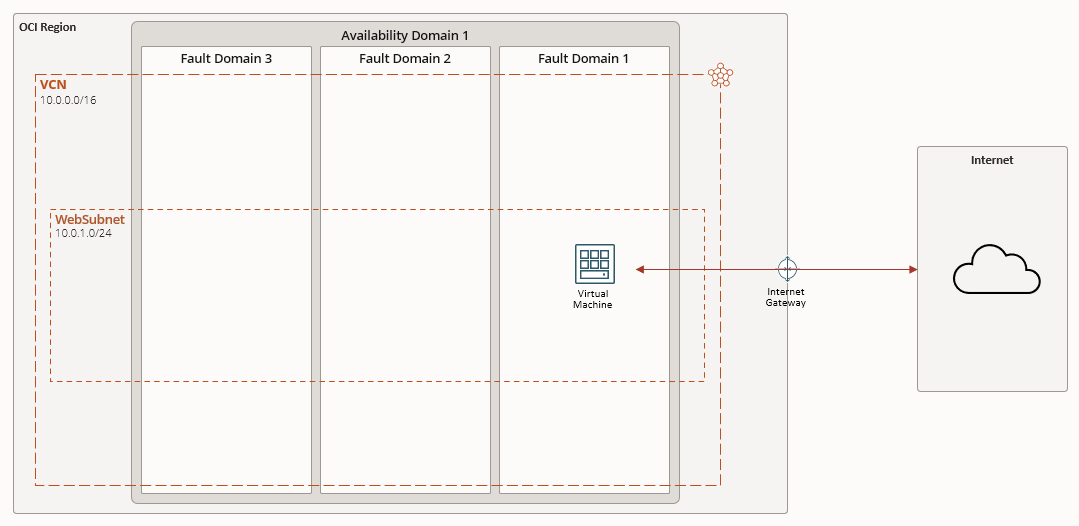 OCI Region
Availability Domain 1
Fault Domain 3
Fault Domain 2
Fault Domain 1
VCN
10.0.0.0/16
WebSubnet
10.0.1.0/24
Virtual
Machine
Internet
Gateway
Internet